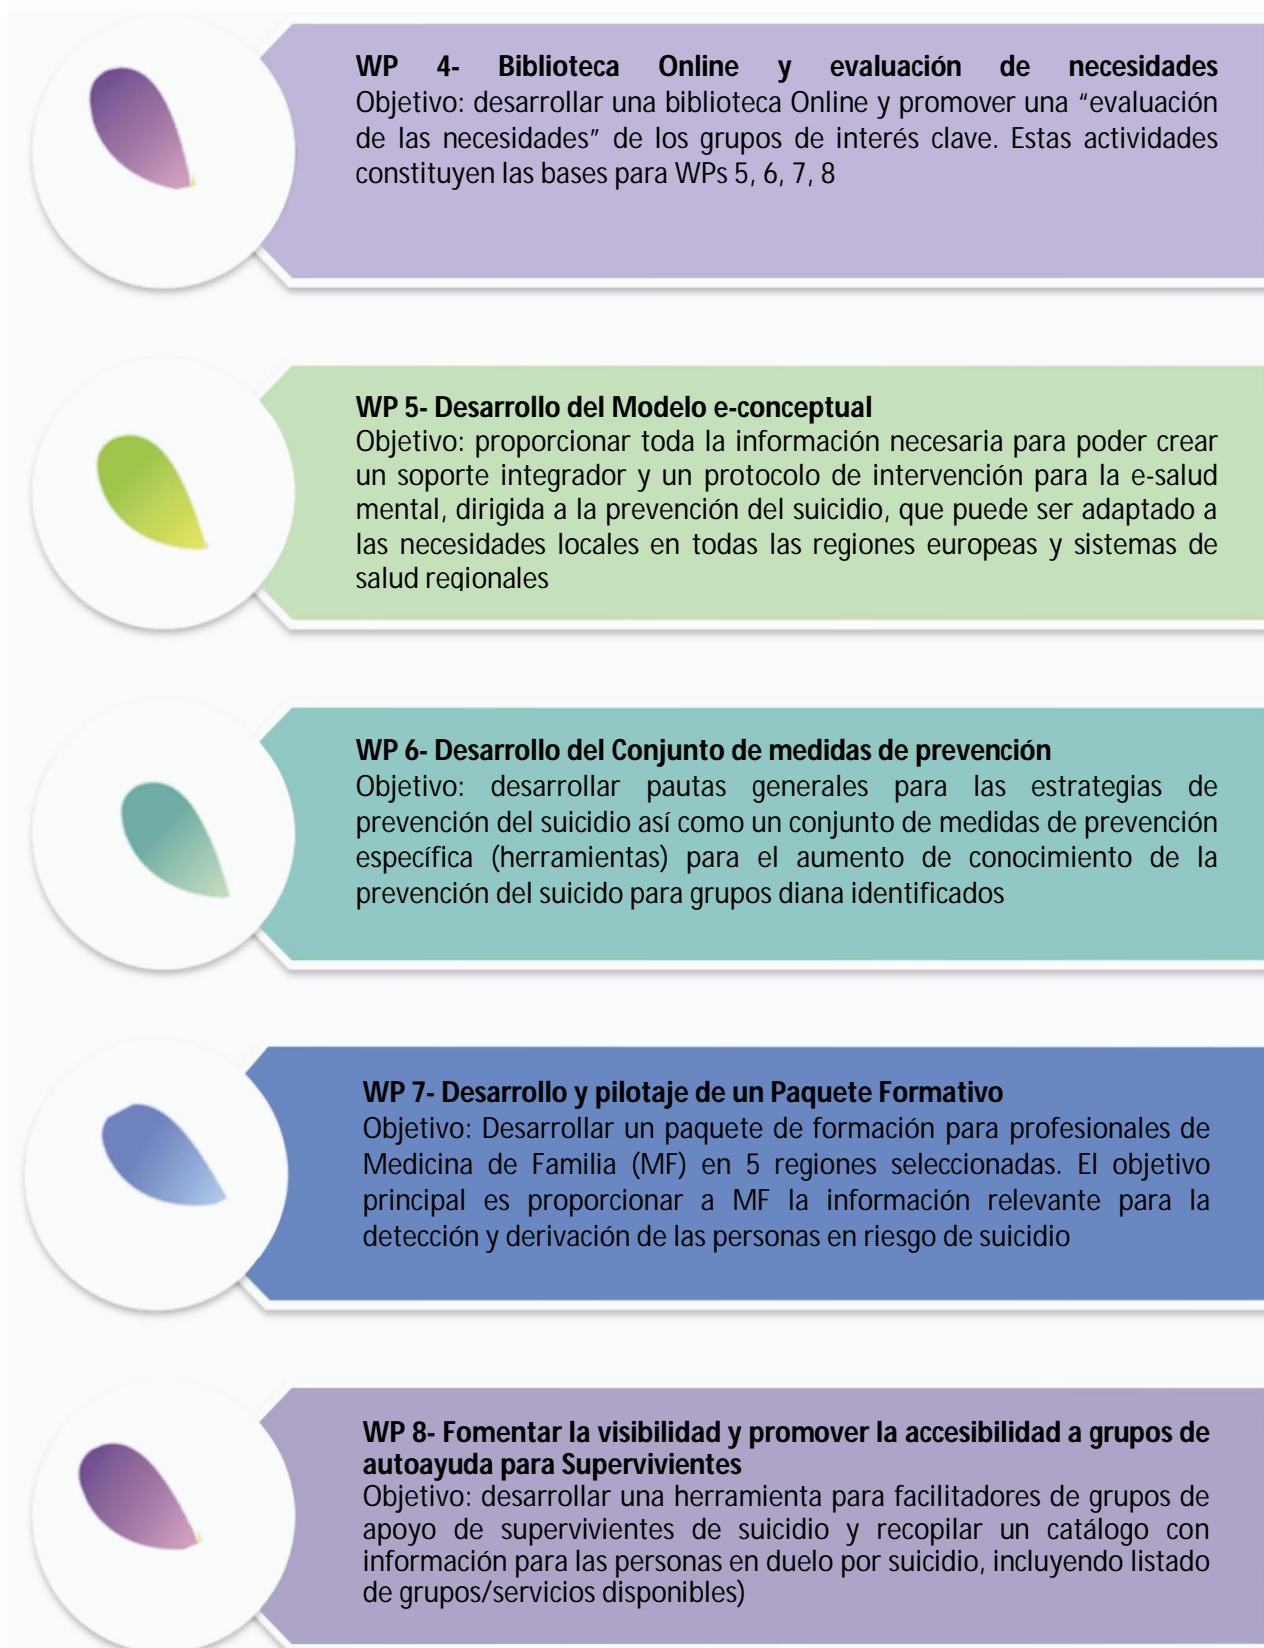 WP 4- Biblioteca Online y evaluación de necesidades
Objetivo: desarrollar una biblioteca Online y promover una “evaluación
de las necesidades” de los grupos de interés clave. Estas actividades
constituyen las bases para WPs 5, 6, 7, 8
WP 5- Desarrollo del Modelo e-conceptual
Objetivo: proporcionar toda la información necesaria para poder crear
un soporte integrador y un protocolo de intervención para la e-salud
mental, dirigida a la prevención del suicidio, que puede ser adaptado a
las necesidades locales en todas las regiones europeas y sistemas de
salud regionales
WP 6- Desarrollo del Conjunto de medidas de prevención
Objetivo: desarrollar pautas generales para las estrategias de
prevención del suicidio así como un conjunto de medidas de prevención
específica (herramientas) para el aumento de conocimiento de la
prevención del suicido para grupos diana identificados
WP 7- Desarrollo y pilotaje de un Paquete Formativo
Objetivo: Desarrollar un paquete de formación para profesionales de
Medicina de Familia (MF) en 5 regiones seleccionadas. El objetivo
principal es proporcionar a MF la información relevante para la
detección y derivación de las personas en riesgo de suicidio
WP 8- Fomentar la visibilidad y promover la accesibilidad a grupos de
autoayuda para Supervivientes
Objetivo: desarrollar una herramienta para facilitadores de grupos de
apoyo de supervivientes de suicidio y recopilar un catálogo con
información para las personas en duelo por suicidio, incluyendo listado
de grupos/servicios disponibles)